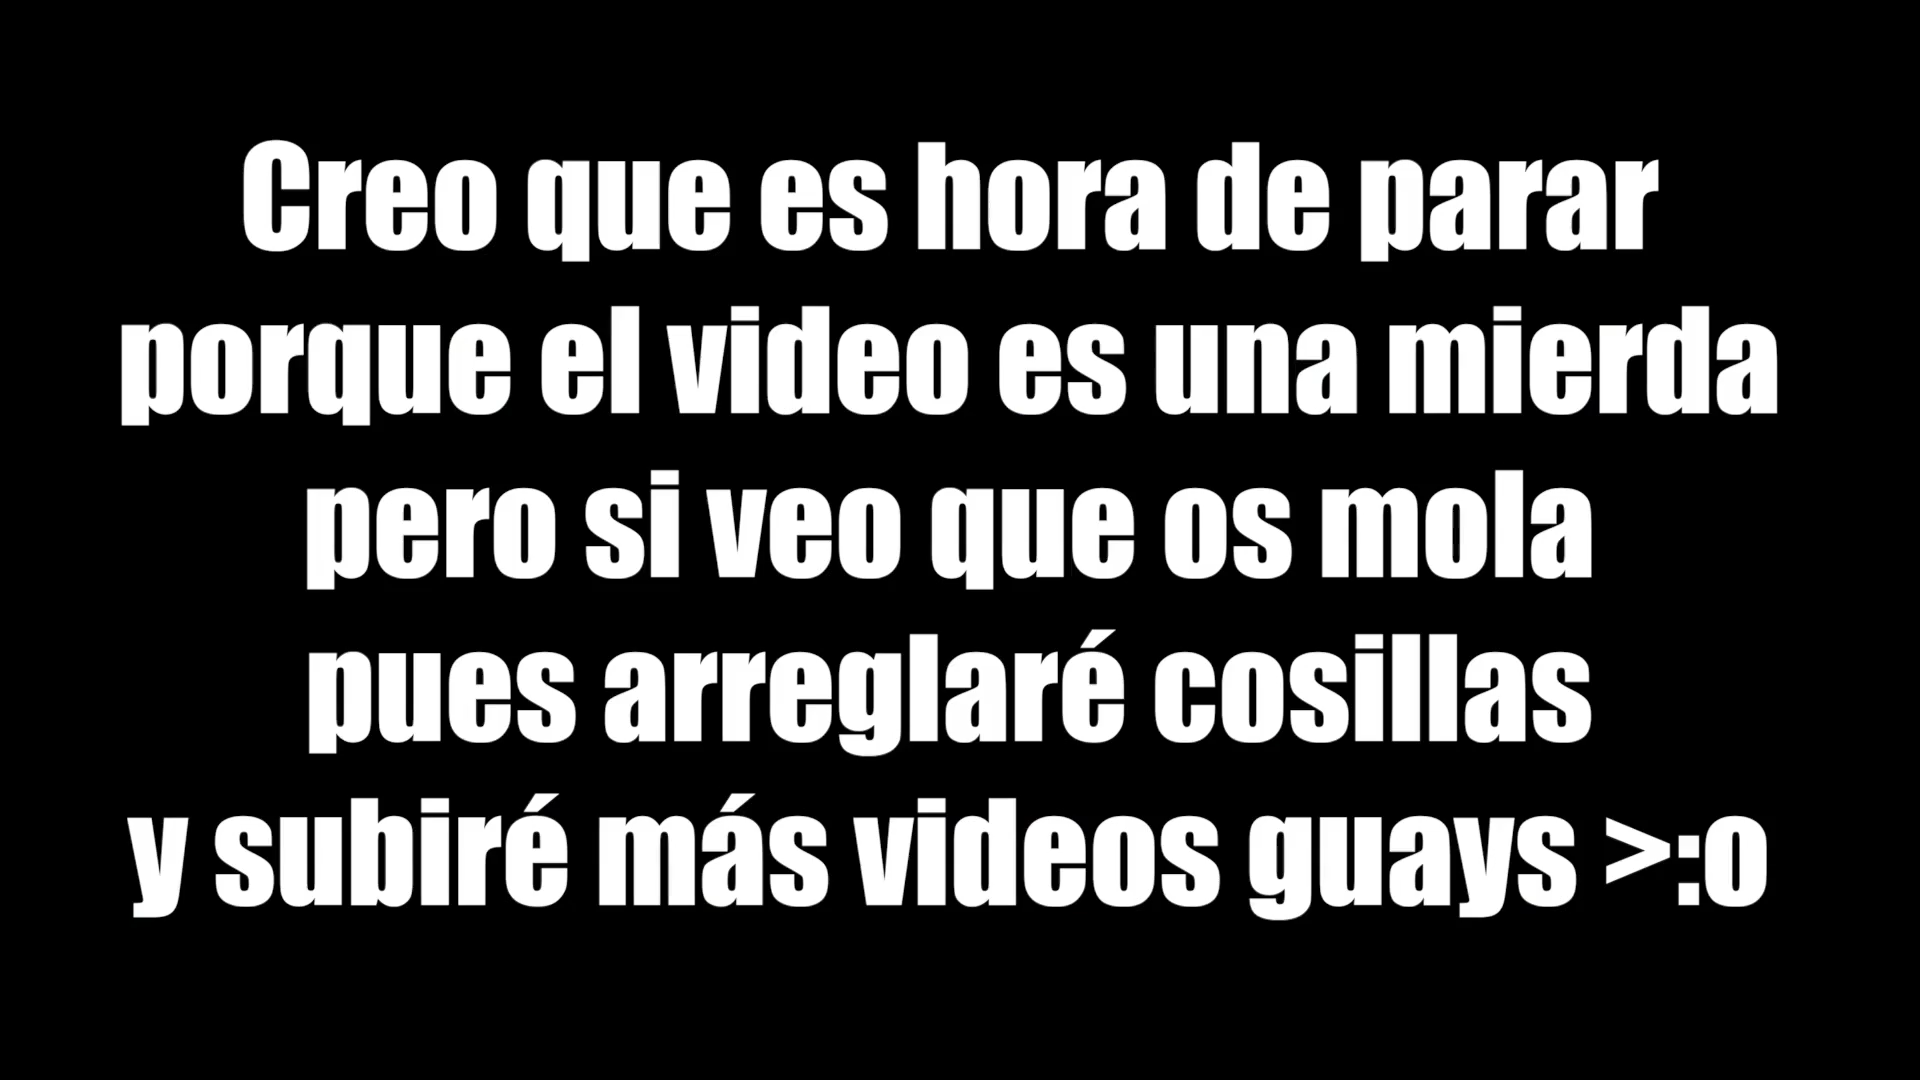 Creo que es hora de parar
porque el video es una mierda
pero si veo que os mola
pues arreglaré cosillas
y subiré más videos guays >:o